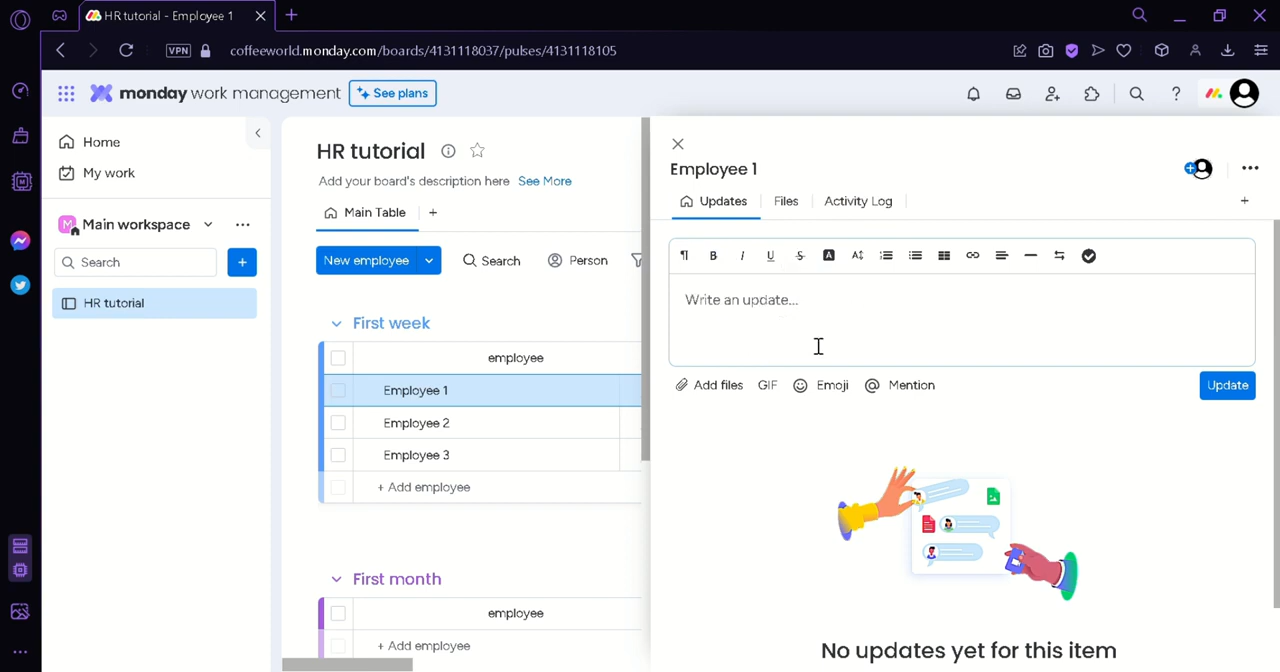 HR tutorial - Employee 1
VPN
coffeeworld.monday.com/boards/4131118037/pulses/4131118105
monday work management
See plans
Home
My work
M Main workspace
Search
+
HR tutorial
HR tutorial
Add your board's description here See More
Main Table +
New employee
Search
Person
First week
employee
Employee 1
Employee 2
Employee 3
+ Add employee
First month
employee
+ Add employee
Employee 1
Updates
Files
Activity Log
+
¶ B I U S A
Write an update...
Add files GIF Emoji @ Mention
Update
No updates yet for this item